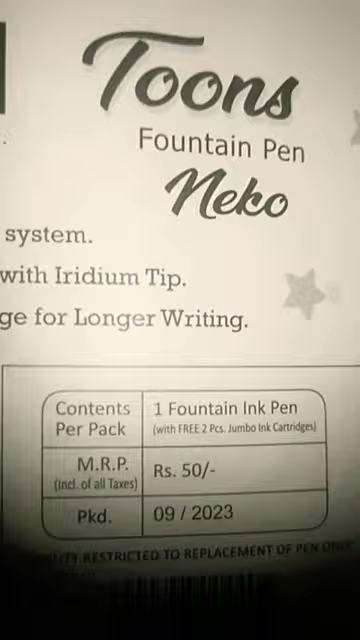 Toons
Fountain Pen
Neko
system.
with Iridium Tip.
ge for Longer Writing.
Contents Per Pack
1 Fountain Ink Pen
(with FREE 2 Pcs. Jumbo Ink Cartridges)
M.R.P.
(Incl. of all Taxes)
Rs. 50/-
Pkd.
09 / 2023
RESTRICTED TO REPLACEMENT OF PEN ONLY